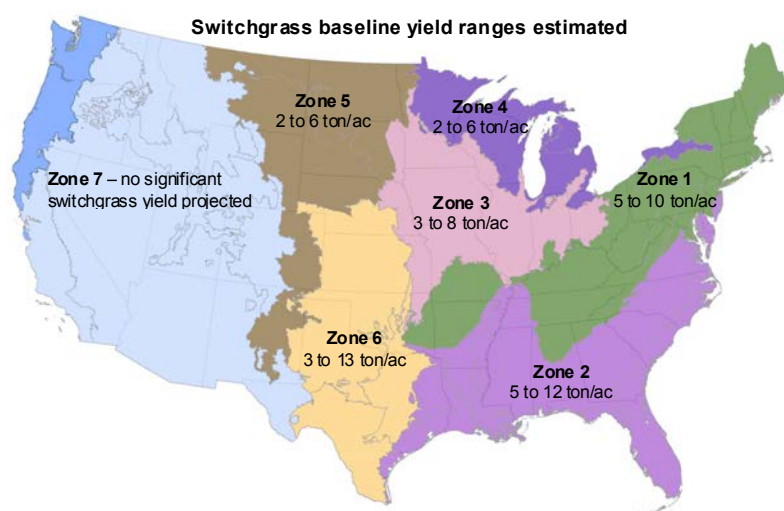 Switchgrass baseline yield ranges estimated
Zone 5
2 to 6 ton/ac
Zone 4
2 to 6 ton/ac
Zone 7 – no significant
switchgrass yield projected
Zone 3
3 to 8 ton/ac
Zone 1
5 to 10 ton/ac
Zone 6
3 to 13 ton/ac
Zone 2
5 to 12 ton/ac